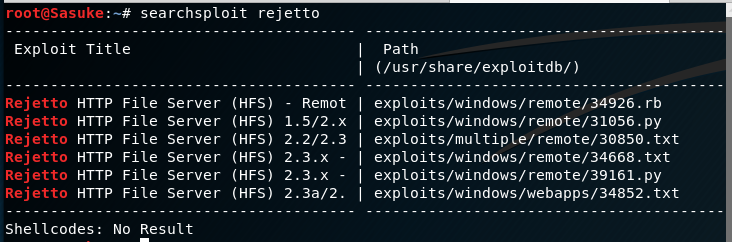 root@Sasuke:~# searchsploit rejetto
--------------------------------------- ----------------------------------------
 Exploit Title                         |  Path
                                       | (/usr/share/exploitdb/)
--------------------------------------- ----------------------------------------
Rejetto HTTP File Server (HFS) - Remot | exploits/windows/remote/34926.rb
Rejetto HTTP File Server (HFS) 1.5/2.x | exploits/windows/remote/31056.py
Rejetto HTTP File Server (HFS) 2.2/2.3 | exploits/multiple/remote/30850.txt
Rejetto HTTP File Server (HFS) 2.3.x - | exploits/windows/remote/34668.txt
Rejetto HTTP File Server (HFS) 2.3.x - | exploits/windows/remote/39161.py
Rejetto HTTP File Server (HFS) 2.3a/2. | exploits/windows/webapps/34852.txt
--------------------------------------- ----------------------------------------
Shellcodes: No Result